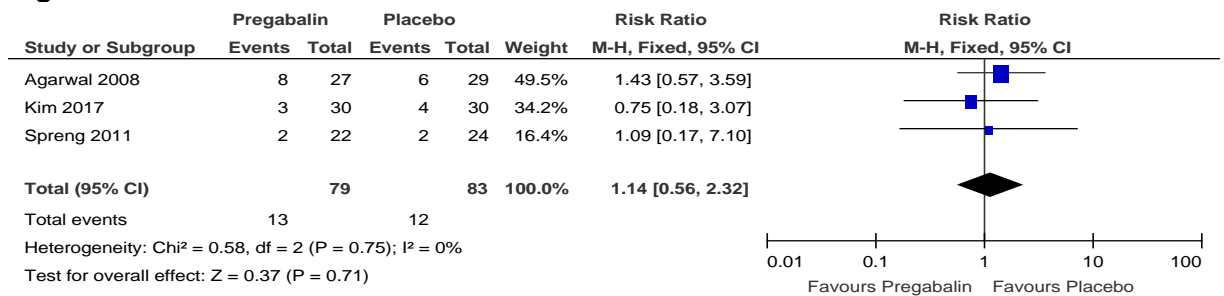 Pregabalin Placebo Risk Ratio Risk Ratio
Study or Subgroup Events Total Events Total Weight M-H, Fixed, 95% CI M-H, Fixed, 95% CI
Agarwal 2008 8 27 6 29 49.5% 1.43 [0.57, 3.59]
Kim 2017 3 30 4 30 34.2% 0.75 [0.18, 3.07]
Spreng 2011 2 22 2 24 16.4% 1.09 [0.17, 7.10]
Total (95% CI) 79 83 100.0% 1.14 [0.56, 2.32]
Total events 13 12
Heterogeneity: Chi² = 0.58, df = 2 (P = 0.75); I² = 0%
Test for overall effect: Z = 0.37 (P = 0.71)
0.01 0.1 1 10 100
Favours Pregabalin Favours Placebo